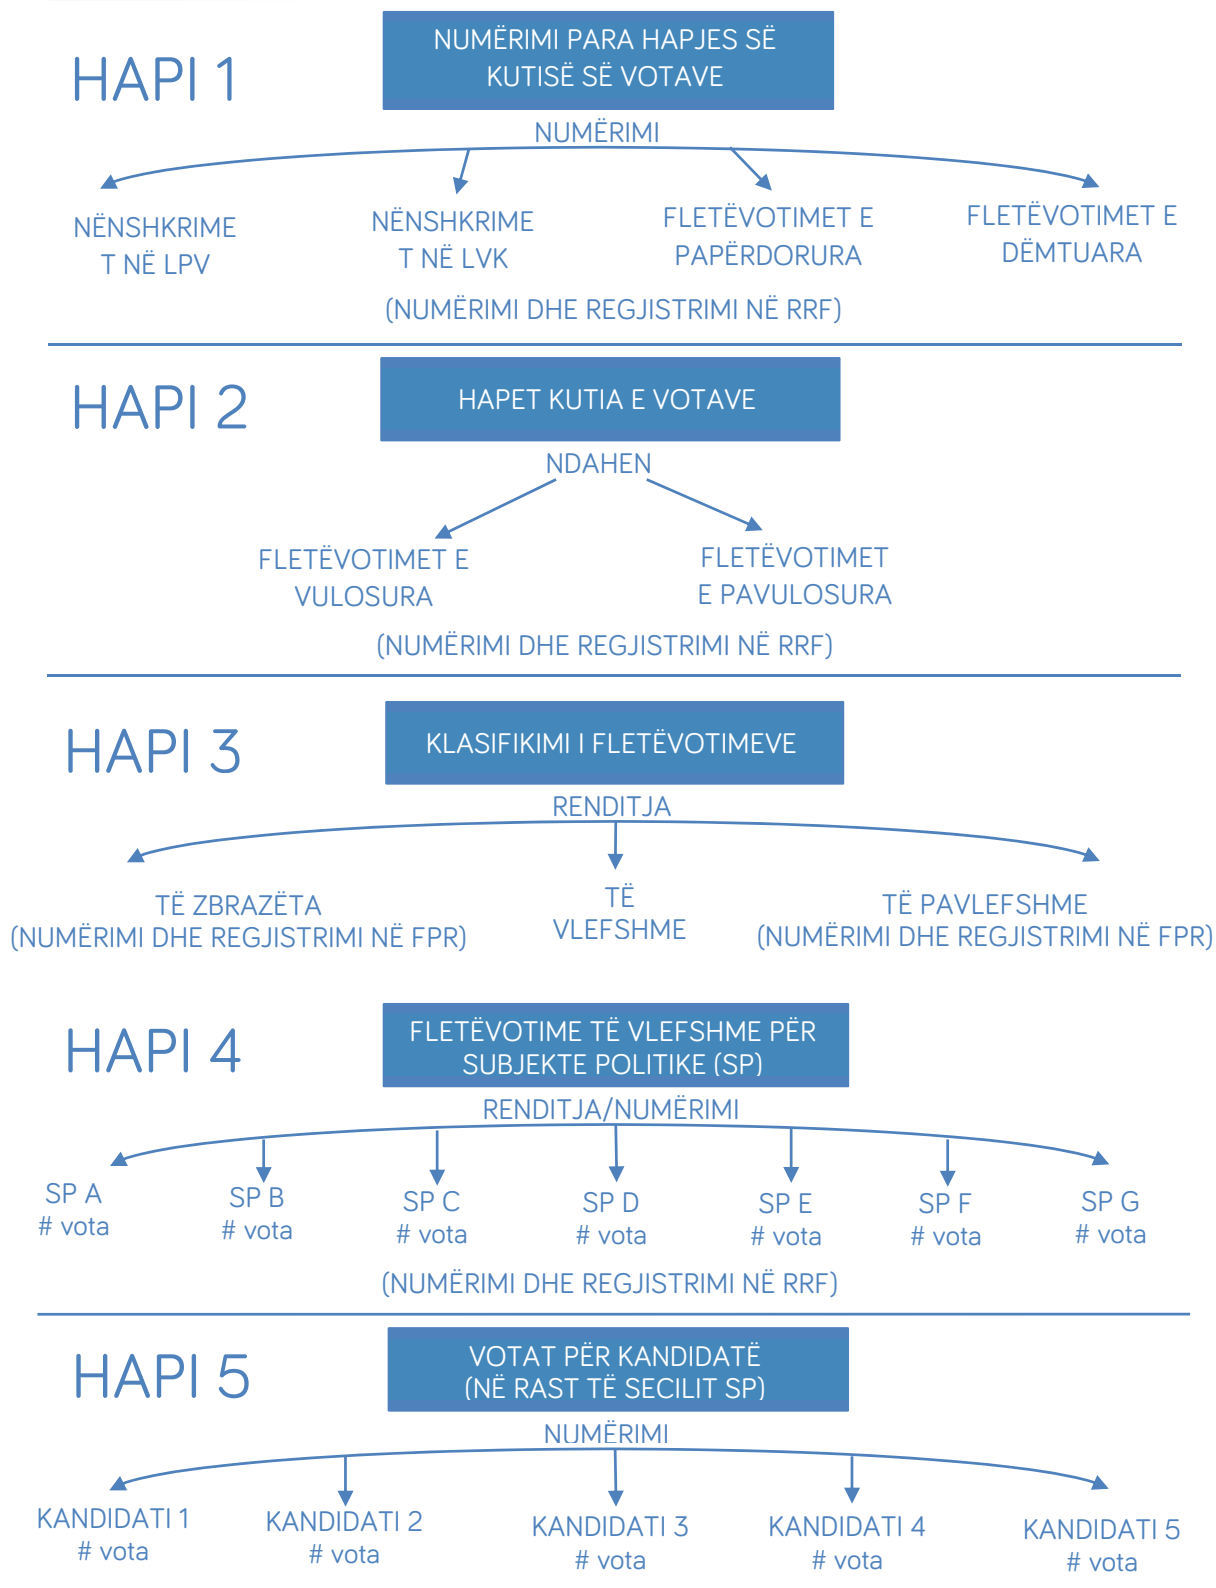 HAPI 1
NUMËRIMI PARA HAPJES SË
KUTISË SË VOTAVE
NUMËRIMI
NËNSHKRIME
T NË LPV
NËNSHKRIME
T NË LVK
FLETËVOTIMET E
PAPËRDORURA
FLETËVOTIMET E
DËMTUARA
(NUMËRIMI DHE REGJISTRIMI NË RRF)
HAPI 2
HAPET KUTIA E VOTAVE
NDAHEN
FLETËVOTIMET E
VULOSURA
FLETËVOTIMET
E PAVULOSURA
(NUMËRIMI DHE REGJISTRIMI NË RRF)
HAPI 3
KLASIFIKIMI I FLETËVOTIMEVE
RENDITJA
TË ZBRAZËTA
(NUMËRIMI DHE REGJISTRIMI NË FPR)
TË
VLEFSHME
TË PAVLEFSHME
(NUMËRIMI DHE REGJISTRIMI NË FPR)
HAPI 4
FLETËVOTIME TË VLEFSHME PËR
SUBJEKTE POLITIKE (SP)
RENDITJA/NUMËRIMI
SP A
# vota
SP B
# vota
SP C
# vota
SP D
# vota
SP E
# vota
SP F
# vota
SP G
# vota
(NUMËRIMI DHE REGJISTRIMI NË RRF)
HAPI 5
VOTAT PËR KANDIDATË
(NË RAST TË SECILIT SP)
NUMËRIMI
KANDIDATI 1
# vota
KANDIDATI 2
# vota
KANDIDATI 3
# vota
KANDIDATI 4
# vota
KANDIDATI 5
# vota